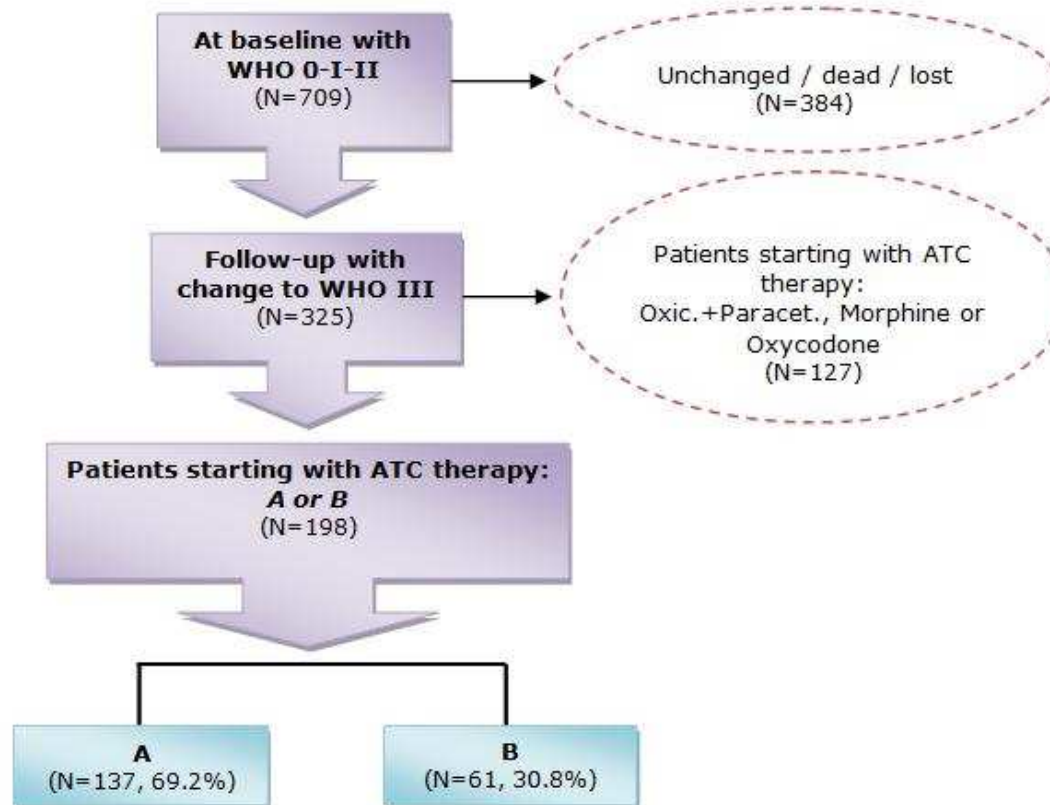 At baseline with
WHO 0-I-II
(N=709)
Unchanged / dead / lost
(N=384)
Follow-up with
change to WHO III
(N=325)
Patients starting with ATC
therapy:
Oxic.+Paracet., Morphine or
Oxycodone
(N=127)
Patients starting with ATC therapy:
A or B
(N=198)
A
(N=137, 69.2%)
B
(N=61, 30.8%)